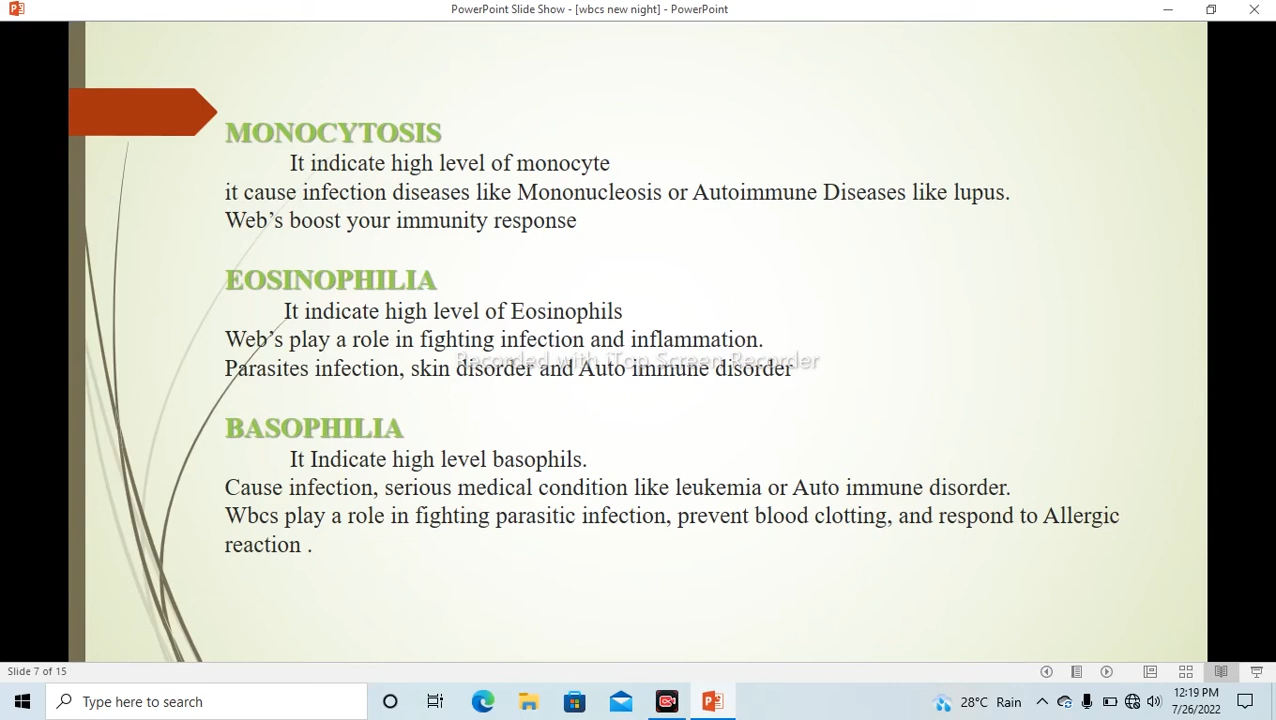 PowerPoint Slide Show - [wbcs new night] - PowerPoint
MONOCYTOSIS
It indicate high level of monocyte
it cause infection diseases like Mononucleosis or Autoimmune Diseases like lupus.
Web’s boost your immunity response
EOSINOPHILIA
It indicate high level of Eosinophils
Web’s play a role in fighting infection and inflammation.
Recorded with iTop Screen Recorder
Parasites infection, skin disorder and Auto immune disorder
BASOPHILIA
It Indicate high level basophils.
Cause infection, serious medical condition like leukemia or Auto immune disorder.
Wbcs play a role in fighting parasitic infection, prevent blood clotting, and respond to Allergic
reaction .
Slide 7 of 15
Type here to search
28°C Rain
12:19 PM
7/26/2022